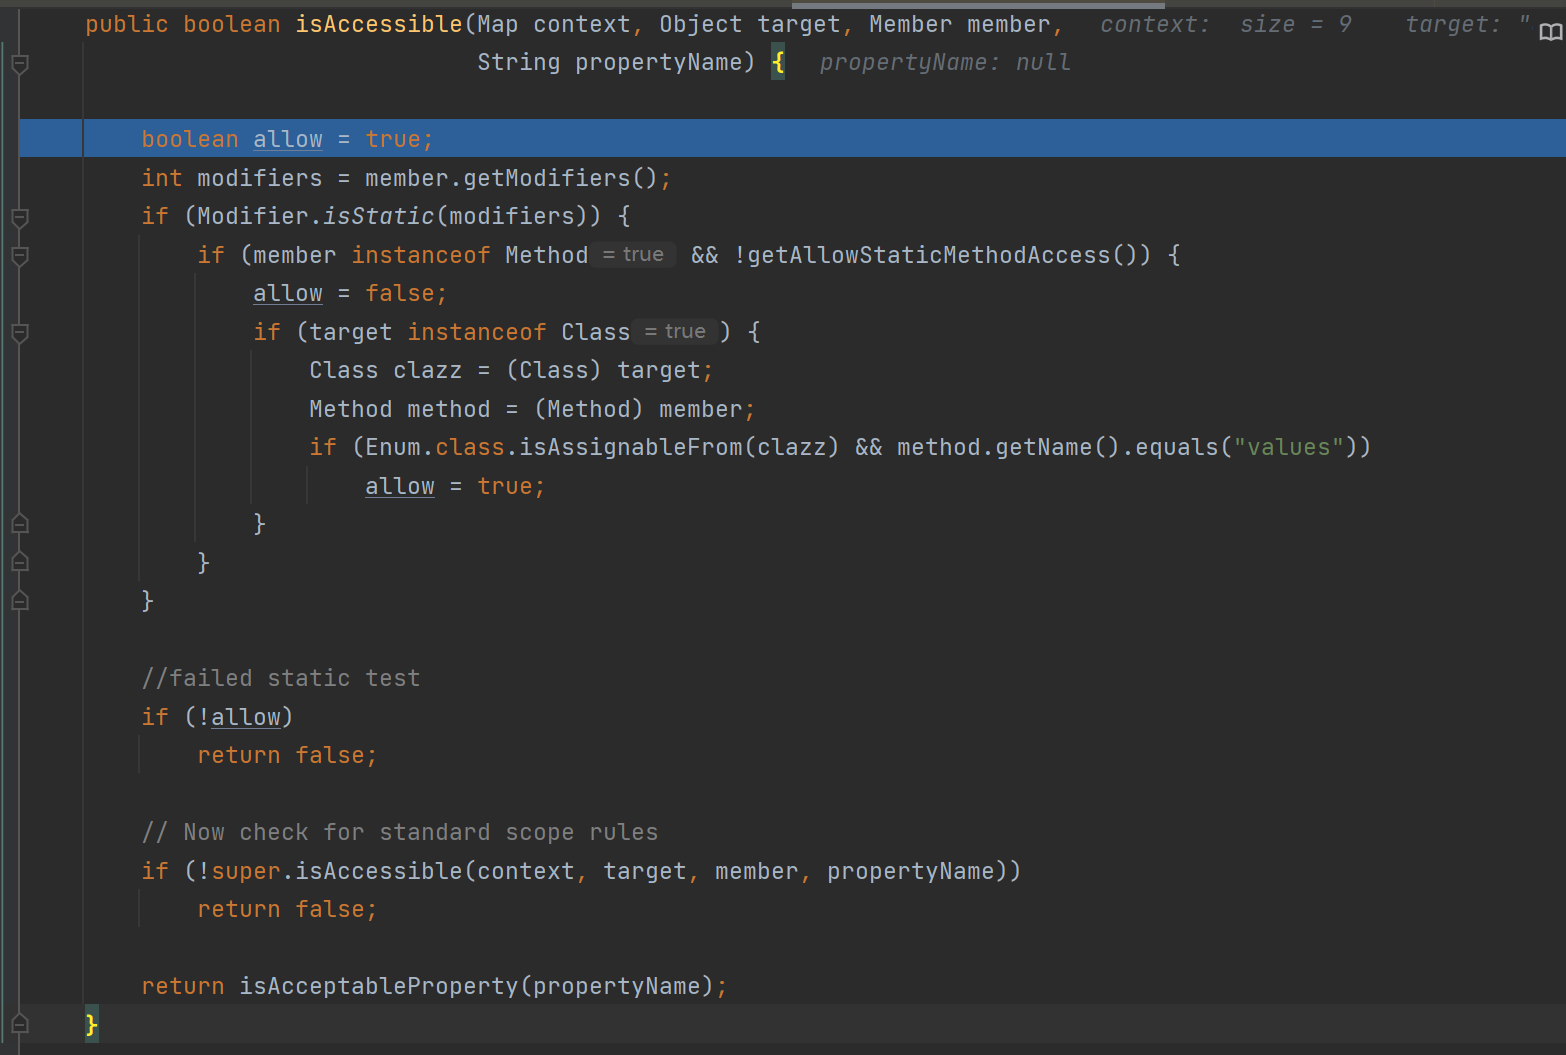 public boolean isAccessible(Map context, Object target, Member member,  context:  size = 9    target: "
                            String propertyName) {  propertyName: null
    boolean allow = true;
    int modifiers = member.getModifiers();
    if (Modifier.isStatic(modifiers)) {
        if (member instanceof Method = true && !getAllowStaticMethodAccess()) {
            allow = false;
            if (target instanceof Class = true ) {
                Class clazz = (Class) target;
                Method method = (Method) member;
                if (Enum.class.isAssignableFrom(clazz) && method.getName().equals("values"))
                    allow = true;
            }
        }
    }
    //failed static test
    if (!allow)
        return false;
    // Now check for standard scope rules
    if (!super.isAccessible(context, target, member, propertyName))
        return false;
    return isAcceptableProperty(propertyName);
}